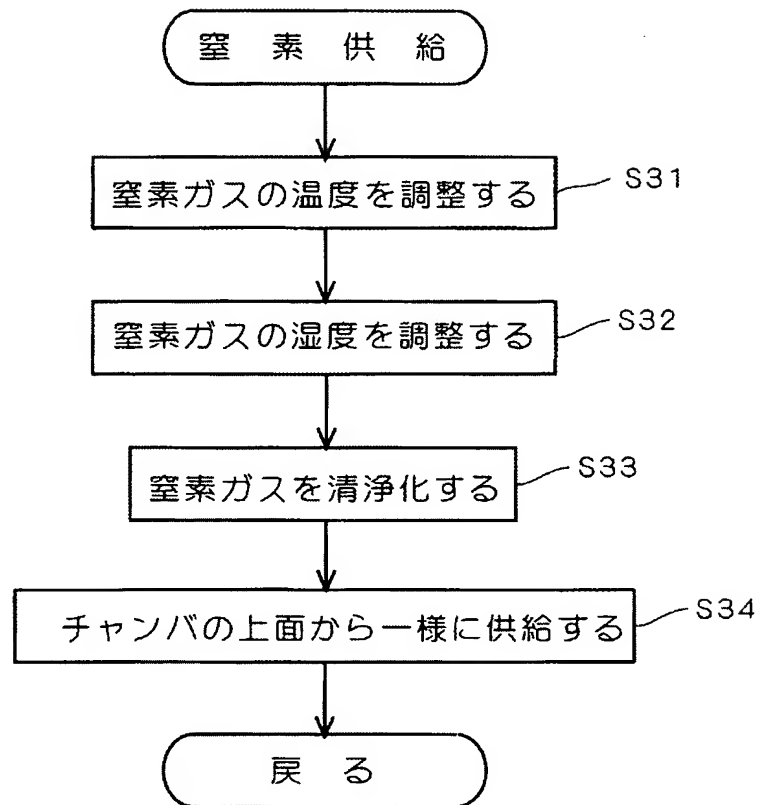 窒素供給
窒素ガスの温度を調整する
S31
窒素ガスの湿度を調整する
S32
窒素ガスを清浄化する
S33
チャンバの上面から一様に供給する
S34
戻る